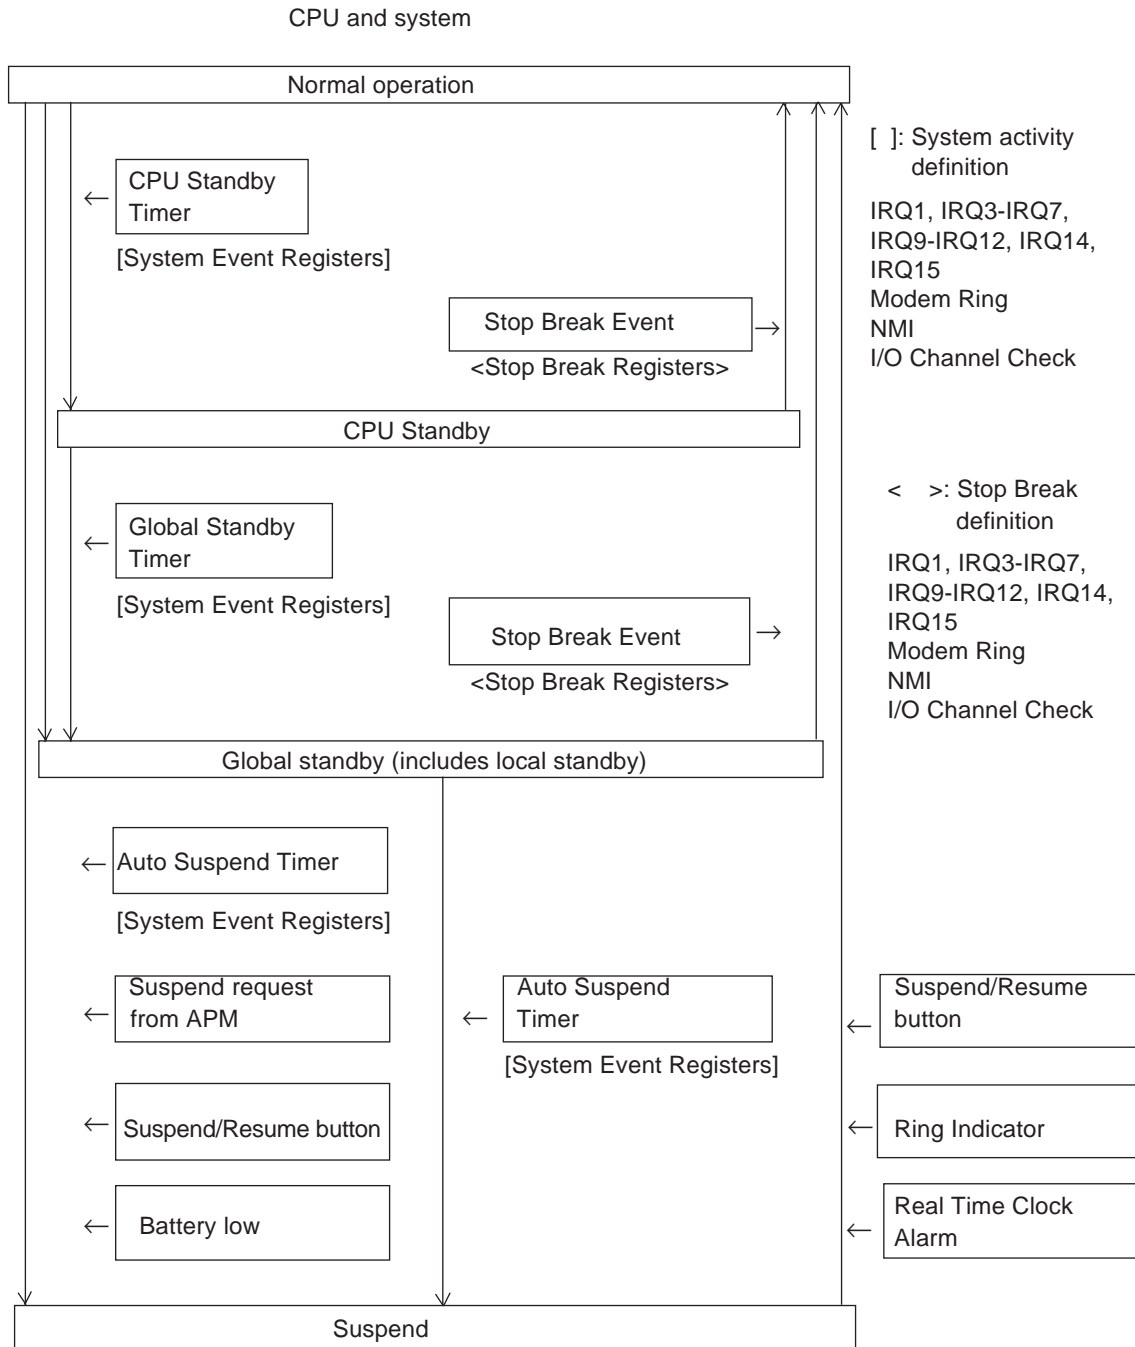 CPU and system
Normal operation
CPU Standby
Timer
[System Event Registers]
Stop Break Event
<Stop Break Registers>
[ ]: System activity
definition
IRQ1, IRQ3-IRQ7,
IRQ9-IRQ12, IRQ14,
IRQ15
Modem Ring
NMI
I/O Channel Check
CPU Standby
Global Standby
Timer
[System Event Registers]
Stop Break Event
<Stop Break Registers>
< >: Stop Break
definition
IRQ1, IRQ3-IRQ7,
IRQ9-IRQ12, IRQ14,
IRQ15
Modem Ring
NMI
I/O Channel Check
Global standby (includes local standby)
Auto Suspend Timer
[System Event Registers]
Suspend request
from APM
Auto Suspend
Timer
[System Event Registers]
Suspend/Resume
button
Suspend/Resume button
Ring Indicator
Battery low
Real Time Clock
Alarm
Suspend